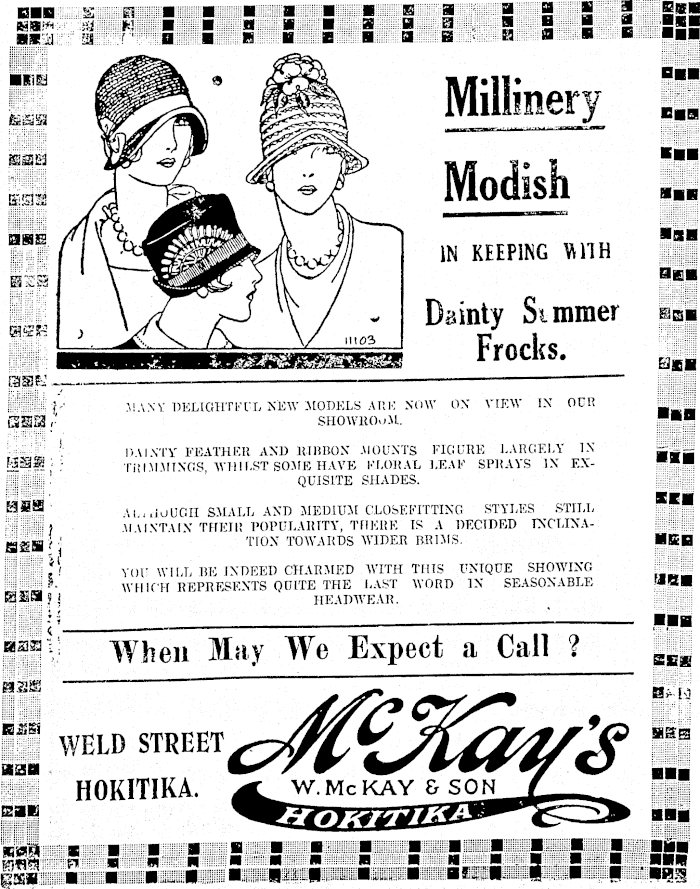 Millinery
Modish
IN KEEPING WITH
Dainty Summer
Frocks.
11103
MANY DELIGHTFUL NEW MODELS ARE NOW ON VIEW IN OUR
SHOWROOM.
DAINTY FEATHER AND RIBBON MOUNTS FIGURE LARGELY IN
TRIMMINGS, WHILST SOME HAVE FLORAL LEAF SPRAYS IN EX-
QUISITE SHADES.
ALTHOUGH SMALL AND MEDIUM CLOSEFITTING STYLES STILL
MAINTAIN THEIR POPULARITY, THERE IS A DECIDED INCLINA-
TION TOWARDS WIDER BRIMS.
YOU WILL BE INDEED CHARMED WITH THIS UNIQUE SHOWING
WHICH REPRESENTS QUITE THE LAST WORD IN SEASONABLE
HEADWEAR.
When May We Expect a Call ?
WELD STREET
HOKITIKA.
McKay's
W. McKAY & SON
HOKITIKA